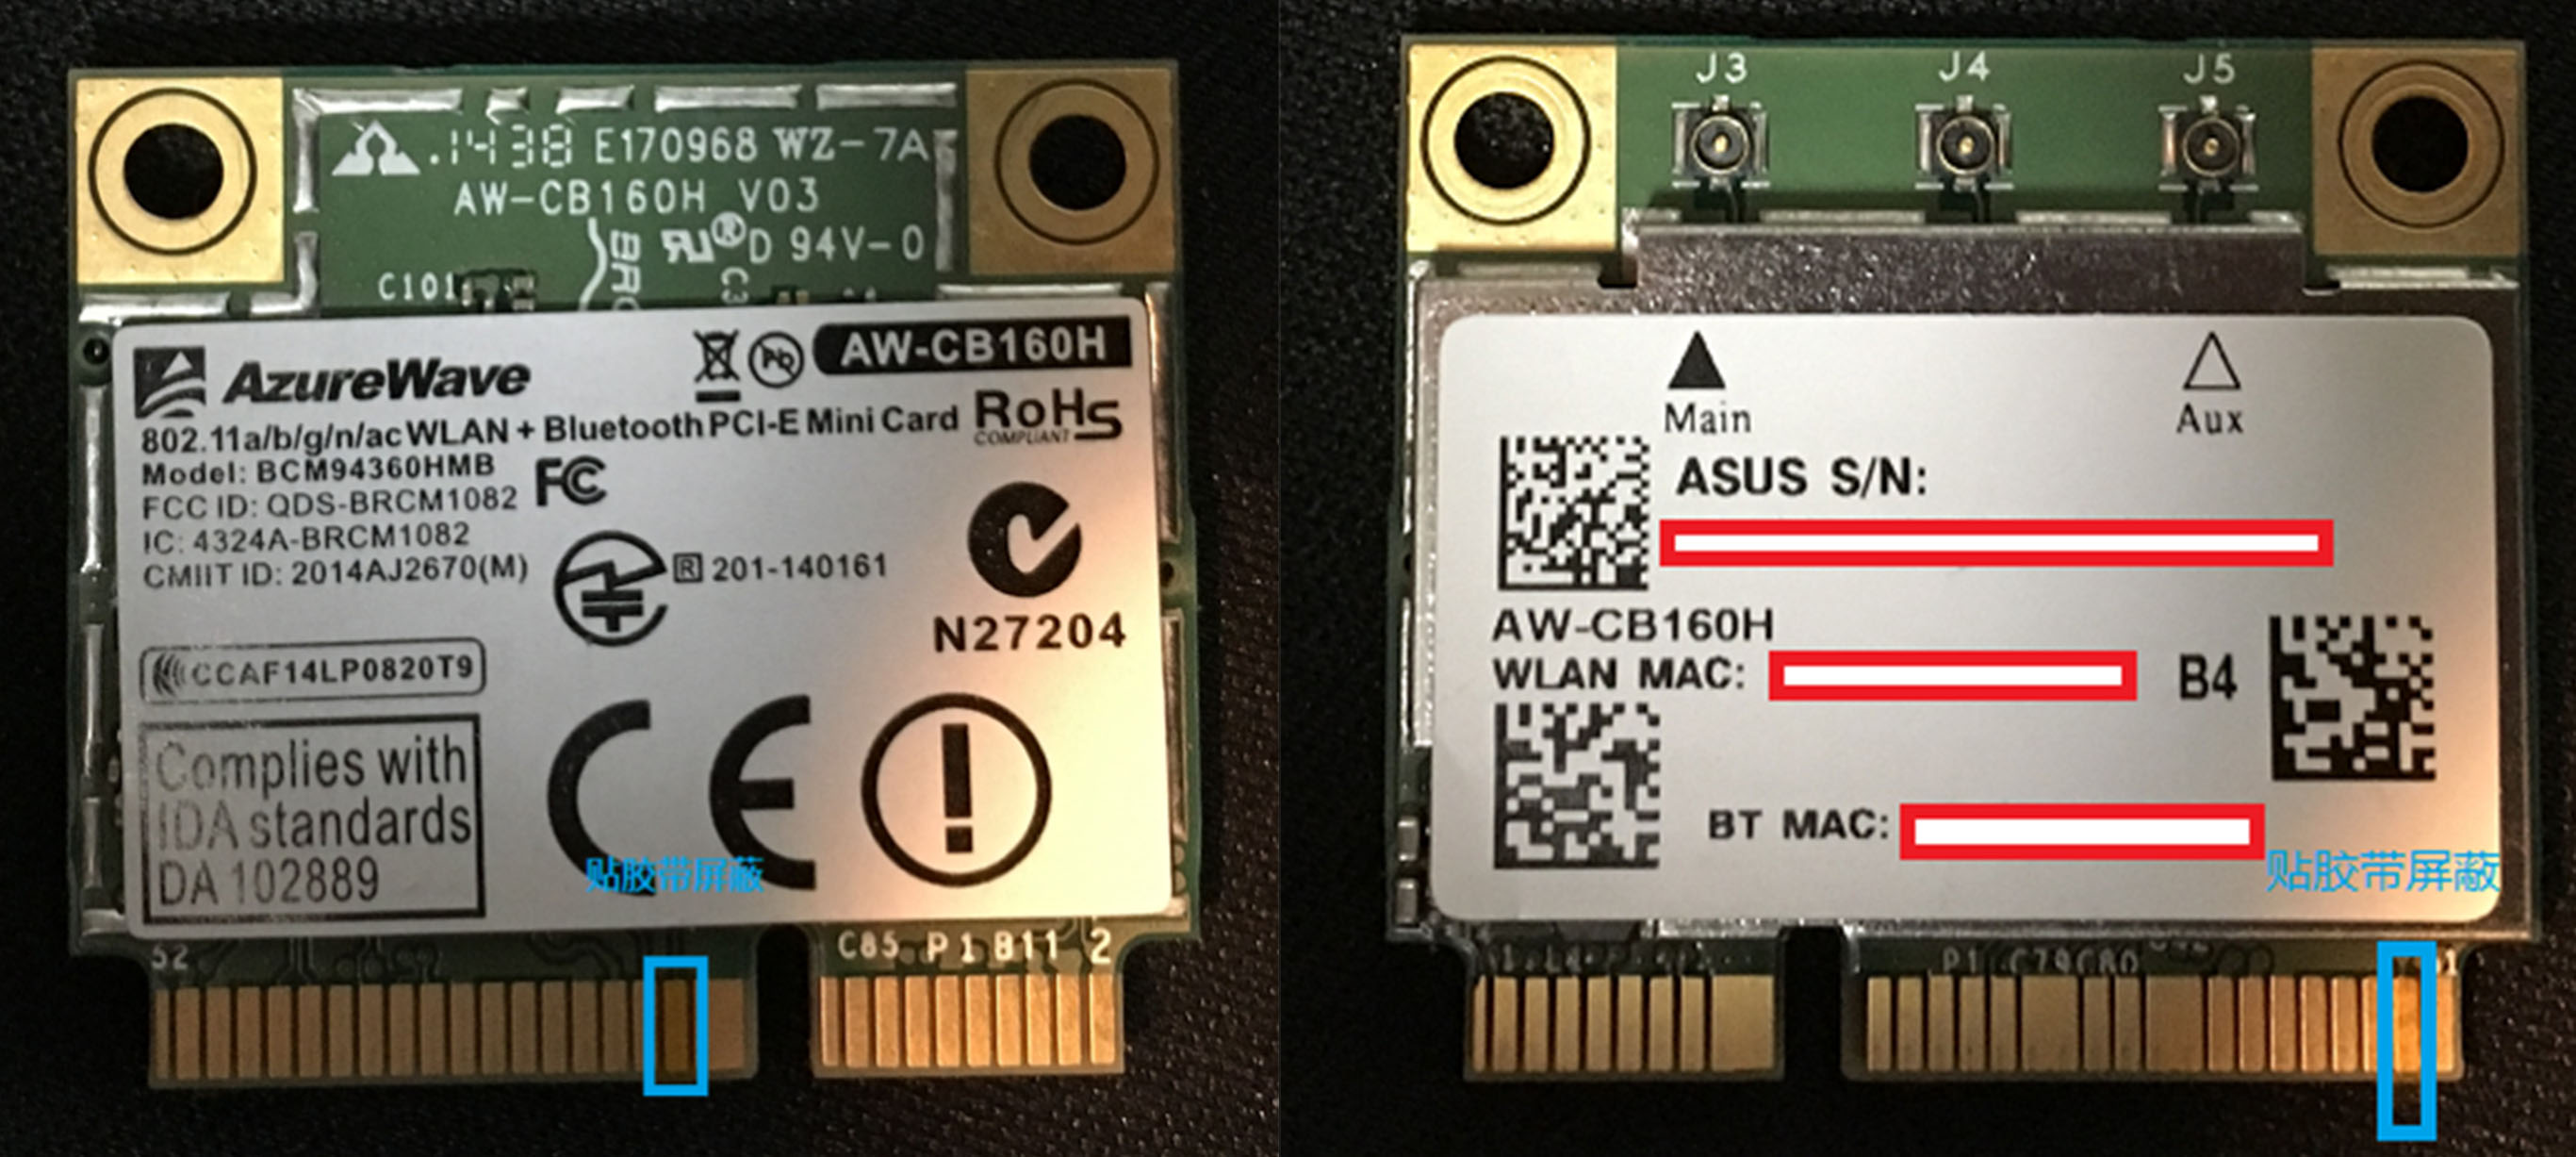 .1438 E170968 WZ-7A
AW-CB160H V03
BRC
RU® D 94V-0
C101
C3
AzureWave
Pb
AW-CB160H
802.11a/b/g/n/ac WLAN + Bluetooth PCI-E Mini Card
RoHS
COMPLIANT
Model: BCM94360HMB
FC
FCC ID: QDS-BRCM1082
IC: 4324A-BRCM1082
CMIIT ID: 2014AJ2670(M)
R 201-140161
N27204
CCAF14LP0820T9
Complies with
IDA standards
DA 102889
CE
!
贴胶带屏蔽
52
C85 P1 B11 2
J3 J4 J5
Main
Aux
ASUS S/N:
AW-CB160H
WLAN MAC:
B4
BT MAC:
贴胶带屏蔽
P1 C79C80